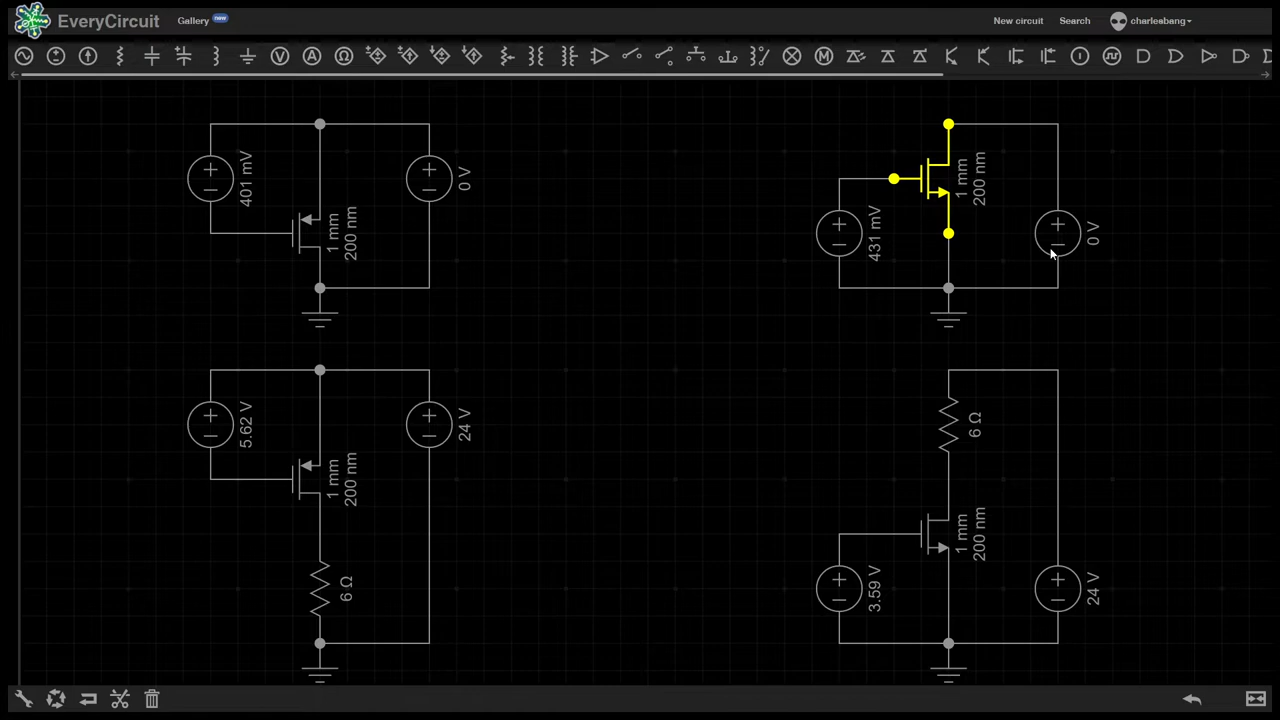 EveryCircuit
Gallery new
New circuit
Search
charlesbang
401 mV
0 V
1 mm
200 nm
431 mV
1 mm
200 nm
0 V
5.62 V
24 V
1 mm
200 nm
6 Ω
6 Ω
1 mm
200 nm
3.59 V
24 V